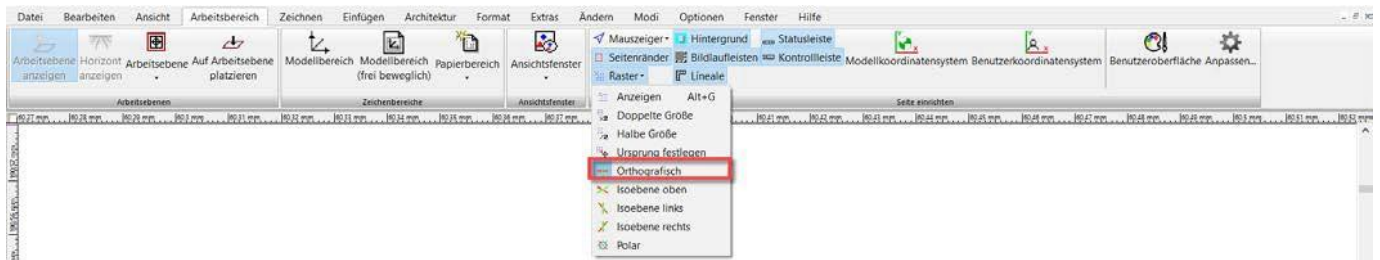 Datei Bearbeiten Ansicht Arbeitsbereich Zeichnen Einfügen Architektur Format Extras Ändern Modi Optionen Fenster Hilfe
Arbeitsebene anzeigen
Horizont anzeigen
Arbeitsebene
Auf Arbeitsebene platzieren
Modellbereich
Modellbereich (frei beweglich)
Papierbereich
Ansichtsfenster
Mauszeiger Hintergrund Statusleiste
Seitenränder Bildlaufleisten Kontrollleiste
Raster Lineale
Modellkoordinatensystem Benutzerkoordinatensystem Benutzeroberfläche Anpassen...
Arbeitsebenen Zeichenbereiche Ansichtsfenster Seite einrichten
Anzeigen Alt+G
Doppelte Größe
Halbe Größe
Ursprung festlegen
Orthografisch
Isoebene oben
Isoebene links
Isoebene rechts
Polar